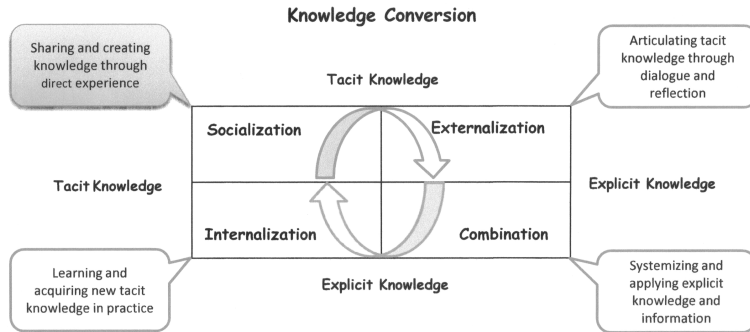 Knowledge Conversion
Sharing and creating
knowledge through
direct experience
Articulating tacit
knowledge through
dialogue and
reflection
Tacit Knowledge
Socialization
Externalization
Tacit Knowledge
Explicit Knowledge
Internalization
Combination
Learning and
acquiring new tacit
knowledge in practice
Explicit Knowledge
Systemizing and
applying explicit
knowledge and
information